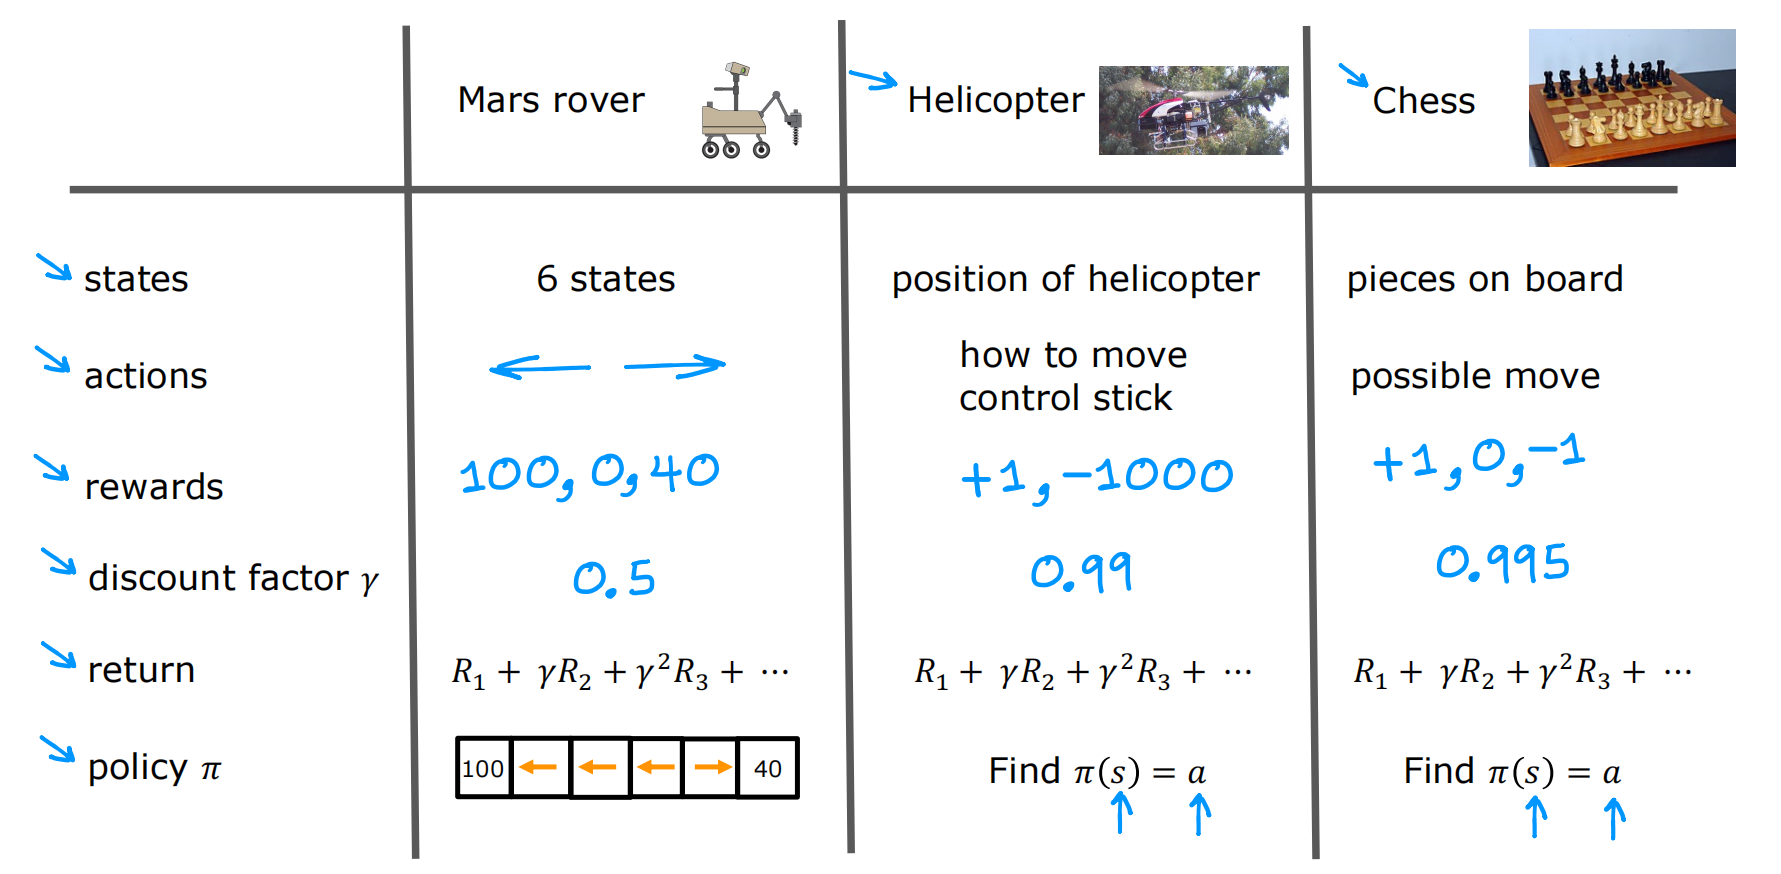 Mars rover Helicopter Chess
states 6 states position of helicopter pieces on board
actions ← → how to move control stick possible move
rewards 100, 0, 40 +1, -1000 +1, 0, -1
discount factor γ 0.5 0.99 0.995
return R₁ + γR₂ + γ²R₃ + ⋯ R₁ + γR₂ + γ²R₃ + ⋯ R₁ + γR₂ + γ²R₃ + ⋯
policy π 100 ← ← ← → 40 Find π(s) = a Find π(s) = a